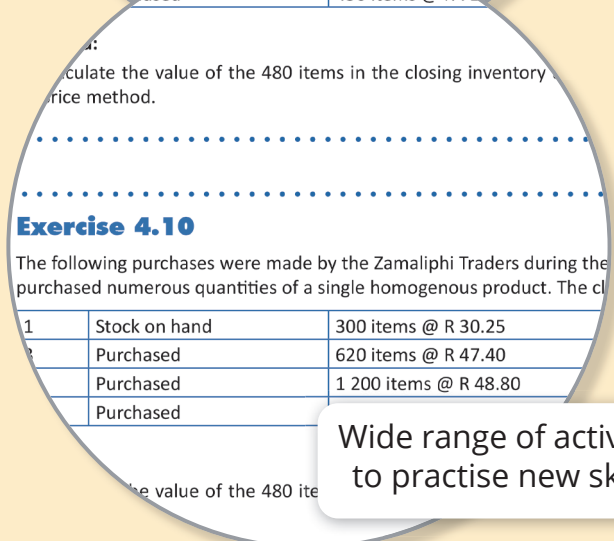 items @
culate the value of the 480 items in the closing inventory
rice method.
Exercise 4.10
The following purchases were made by the Zamaliphi Traders during the
purchased numerous quantities of a single homogenous product. The cl
1 Stock on hand 300 items @ R 30.25
Purchased 620 items @ R 47.40
Purchased 1 200 items @ R 48.80
Purchased
Wide range of activ
to practise new sk
e value of the 480 ite